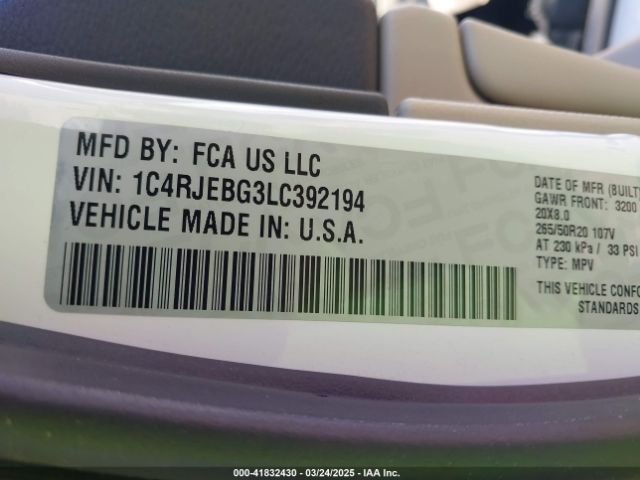 MFD BY: FCA US LLC
VIN: 1C4RJEBG3LC392194
VEHICLE MADE IN: U.S.A.
DATE OF MFR (BUILT
GAWR FRONT: 3200
20X8.0
265/50R20 107V
AT 230 kPa / 33 PSI
TYPE: MPV
THIS VEHICLE CONFO
STANDARDS
000-41832430 - 03/24/2025 - IAA Inc.